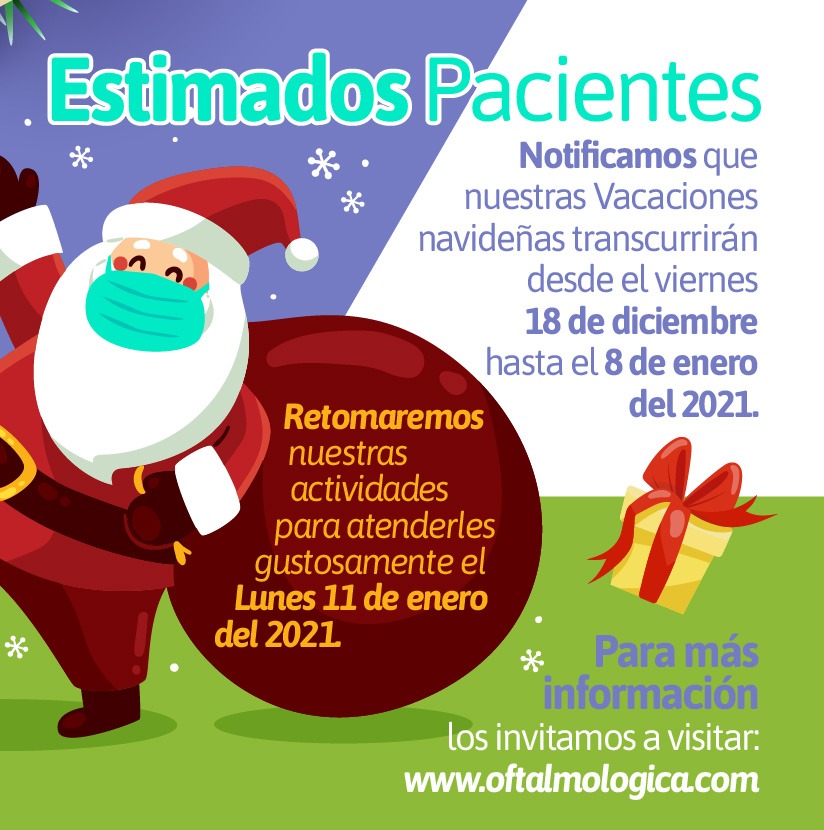 Estimados Pacientes
Notificamos que
nuestras Vacaciones
navideñas transcurrirán
desde el viernes
18 de diciembre
hasta el 8 de enero
del 2021.
Retomaremos
nuestras
actividades
para atenderles
gustosamente el
Lunes 11 de enero
del 2021.
Para más
información
los invitamos a visitar:
www.oftalmologica.com